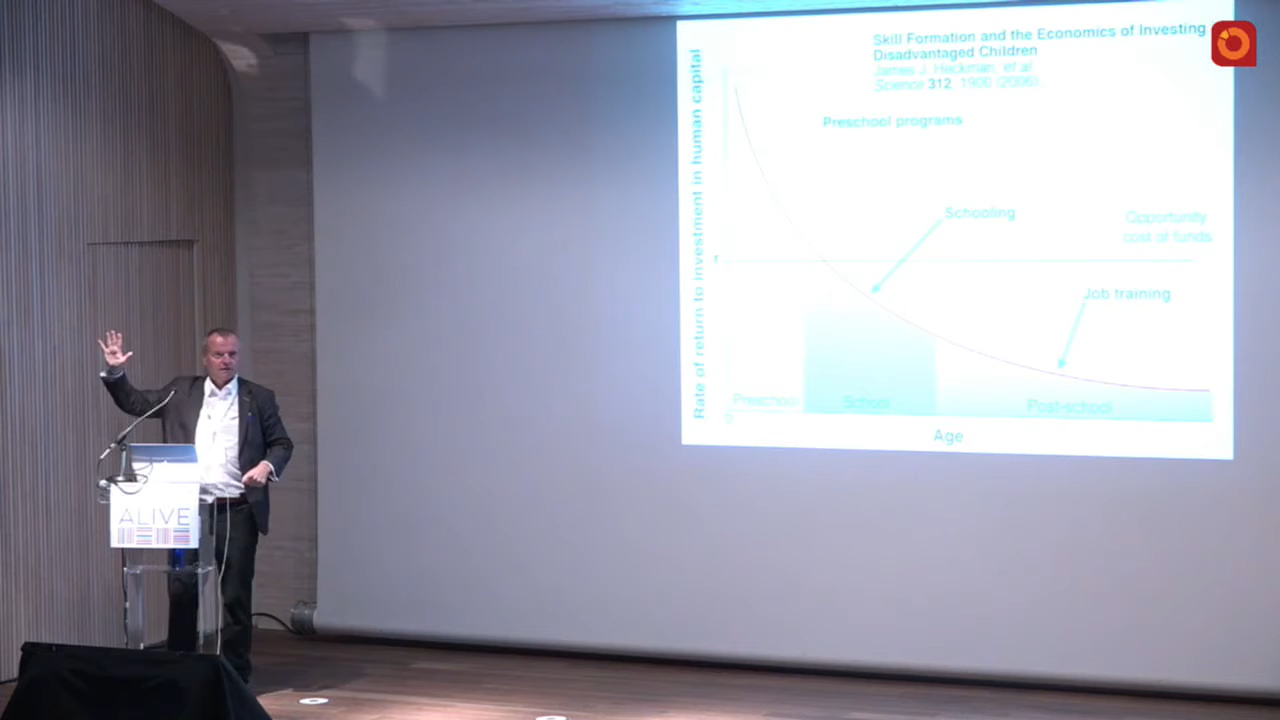 Skill Formation and the Economics of Investing
Disadvantaged Children
James J. Heckman, et al.
Science 312, 1900 (2006)
Rate of return to investment in human capital
Preschool programs
Schooling
Opportunity
cost of funds
r
Job training
Preschool
School
Post-school
0
Age
ALIVE